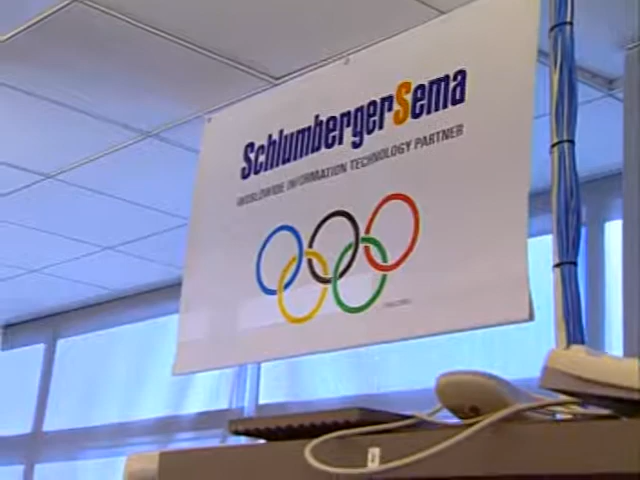 SchlumbergerSema
WORLDWIDE INFORMATION TECHNOLOGY PARTNER